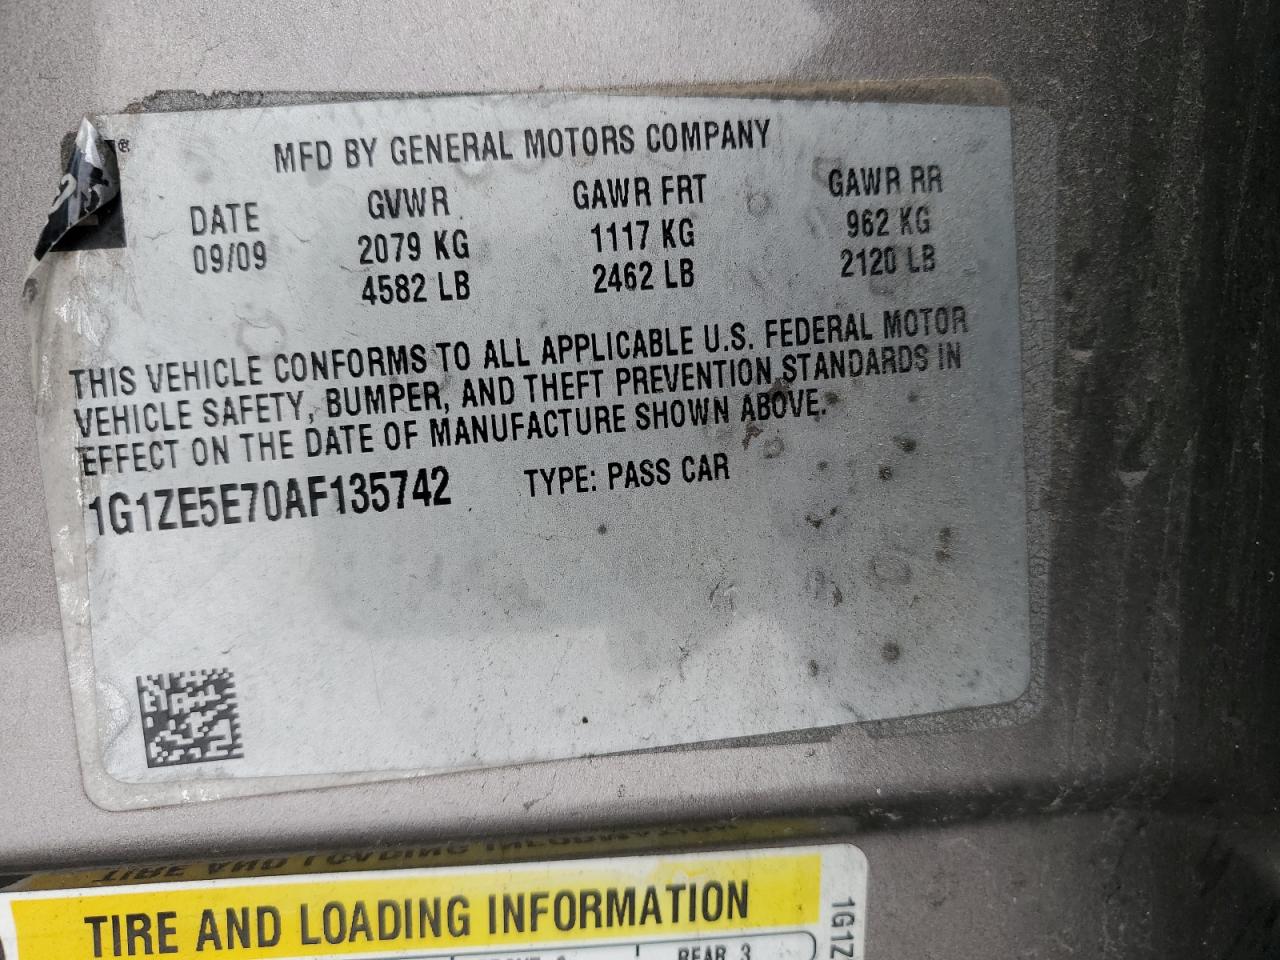 MFD BY GENERAL MOTORS COMPANY
DATE GVWR GAWR FRT GAWR RR
09/09 2079 KG 1117 KG 962 KG
4582 LB 2462 LB 2120 LB
THIS VEHICLE CONFORMS TO ALL APPLICABLE U.S. FEDERAL MOTOR
VEHICLE SAFETY, BUMPER, AND THEFT PREVENTION STANDARDS IN
EFFECT ON THE DATE OF MANUFACTURE SHOWN ABOVE.
1G1ZE5E70AF135742 TYPE: PASS CAR
TIRE AND LOADING INFORMATION
REAR 3
1G1Z